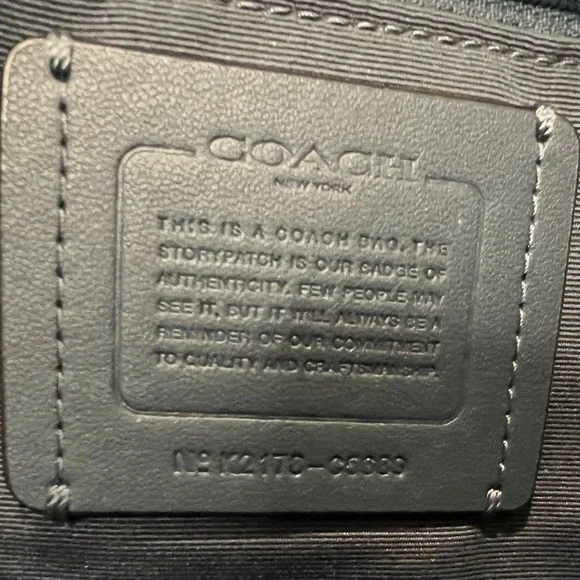 COACH
NEW YORK
THIS IS A COACH BAG. THE
STORYPATCH IS OUR BADGE OF
AUTHENTICITY. FEW PEOPLE MAY
SEE IT, BUT IT WILL ALWAYS BE A
REMINDER OF OUR COMMITMENT
TO QUALITY AND CRAFTSMANSHIP.
Nº